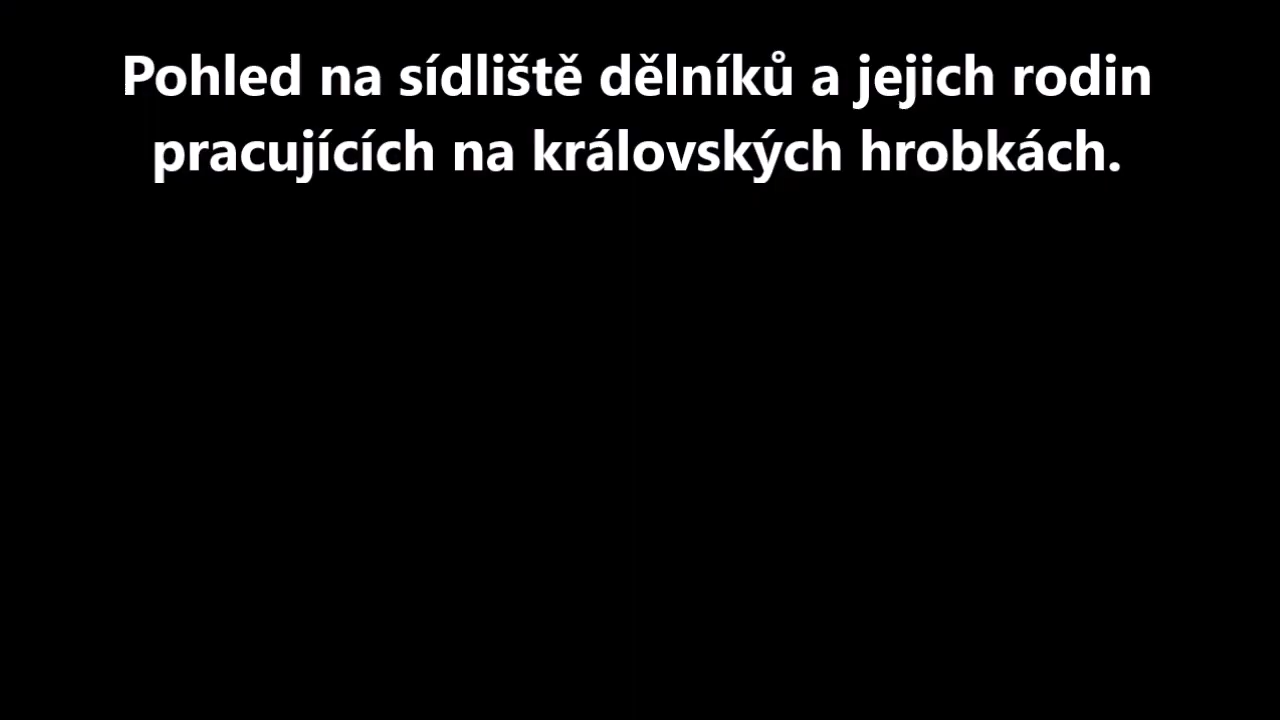 Pohled na sídliště dělníků a jejich rodin
pracujících na královských hrobkách.